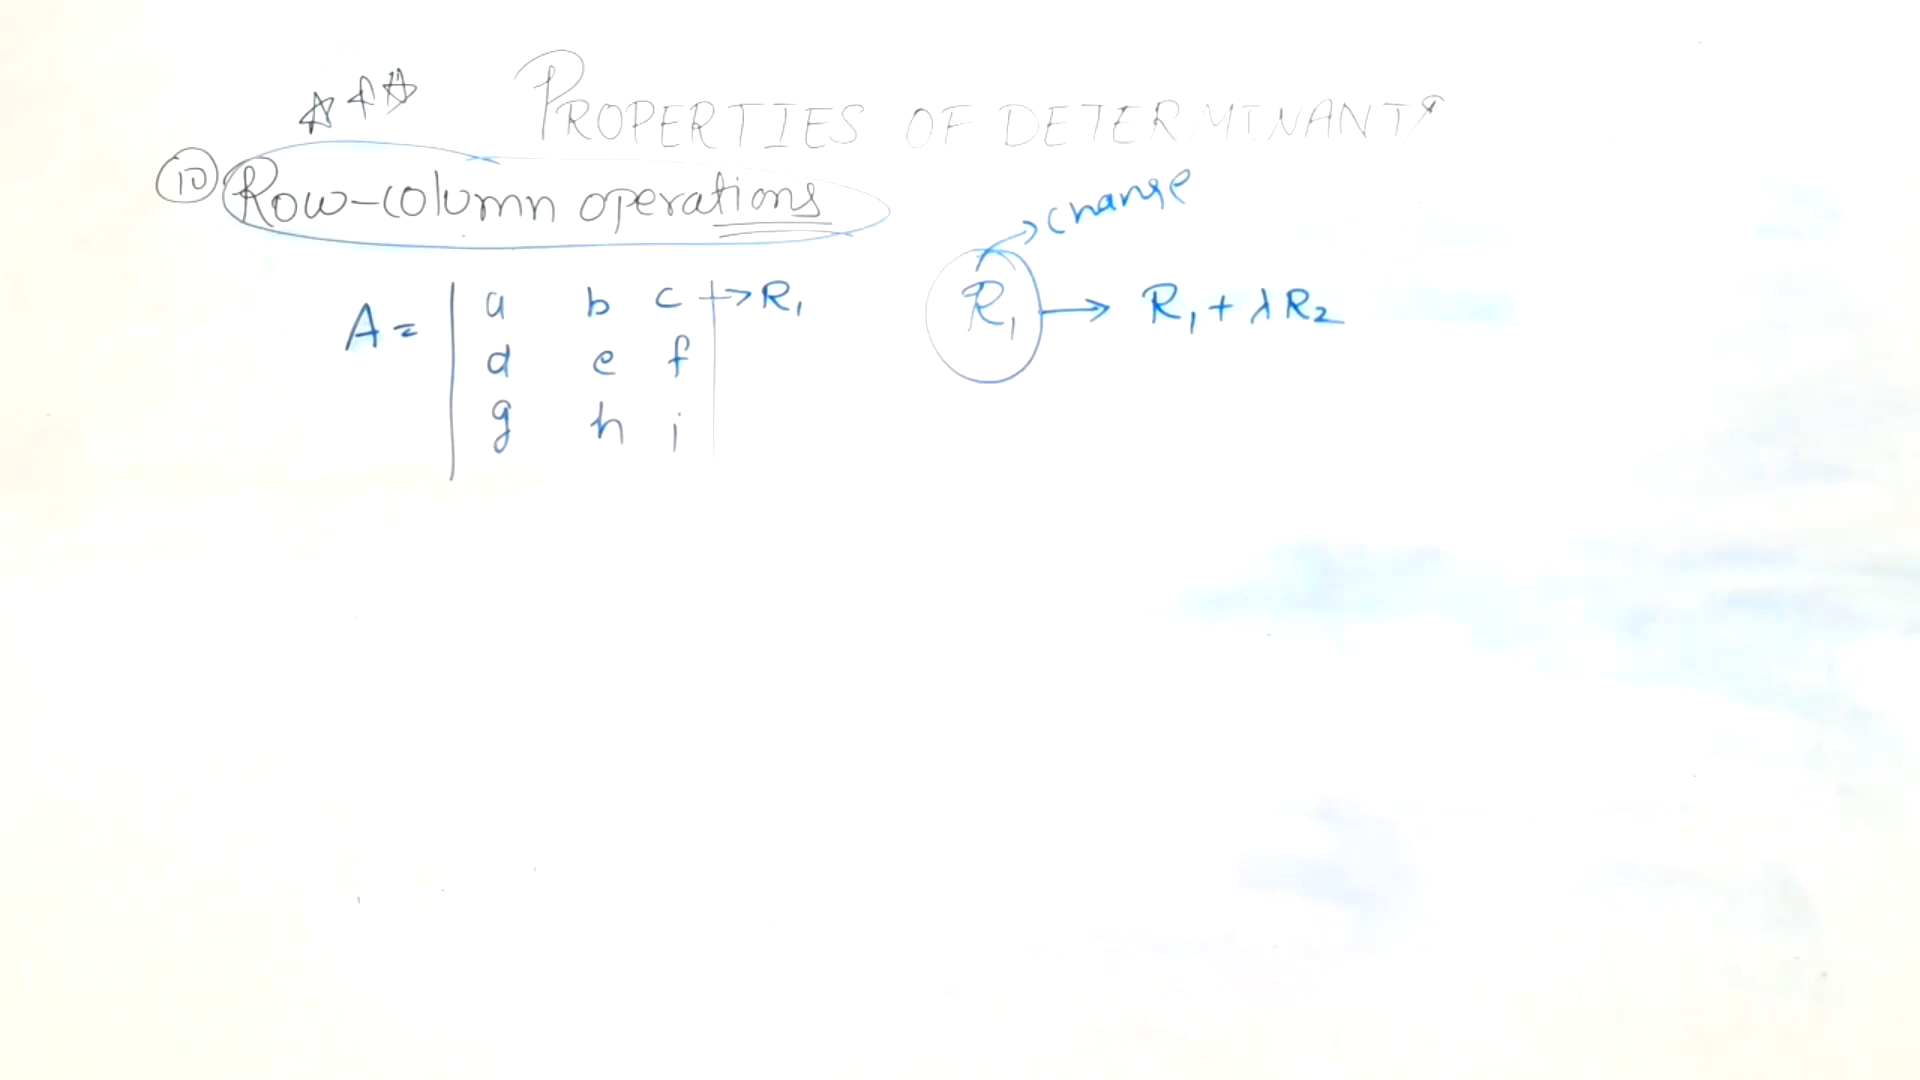 ☆☆☆ PROPERTIES OF DETERMINANTS
⑩ Row-column operations
→ change
A = | a b c | → R₁
R₁ → R₁ + λR₂
d e f
g h i